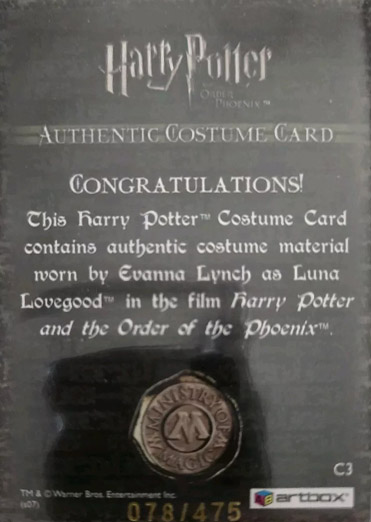 Harry Potter
AND THE
ORDER
OF THE
PHOENIX™
AUTHENTIC COSTUME CARD
CONGRATULATIONS!
This Harry Potter™ Costume Card
contains authentic costume material
worn by Evanna Lynch as Luna
Lovegood™ in the film Harry Potter
and the Order of the Phoenix™.
MINISTRY OF
M
MAGIC
C3
TM & © Warner Bros. Entertainment Inc.
(s07)
artbox
078/475